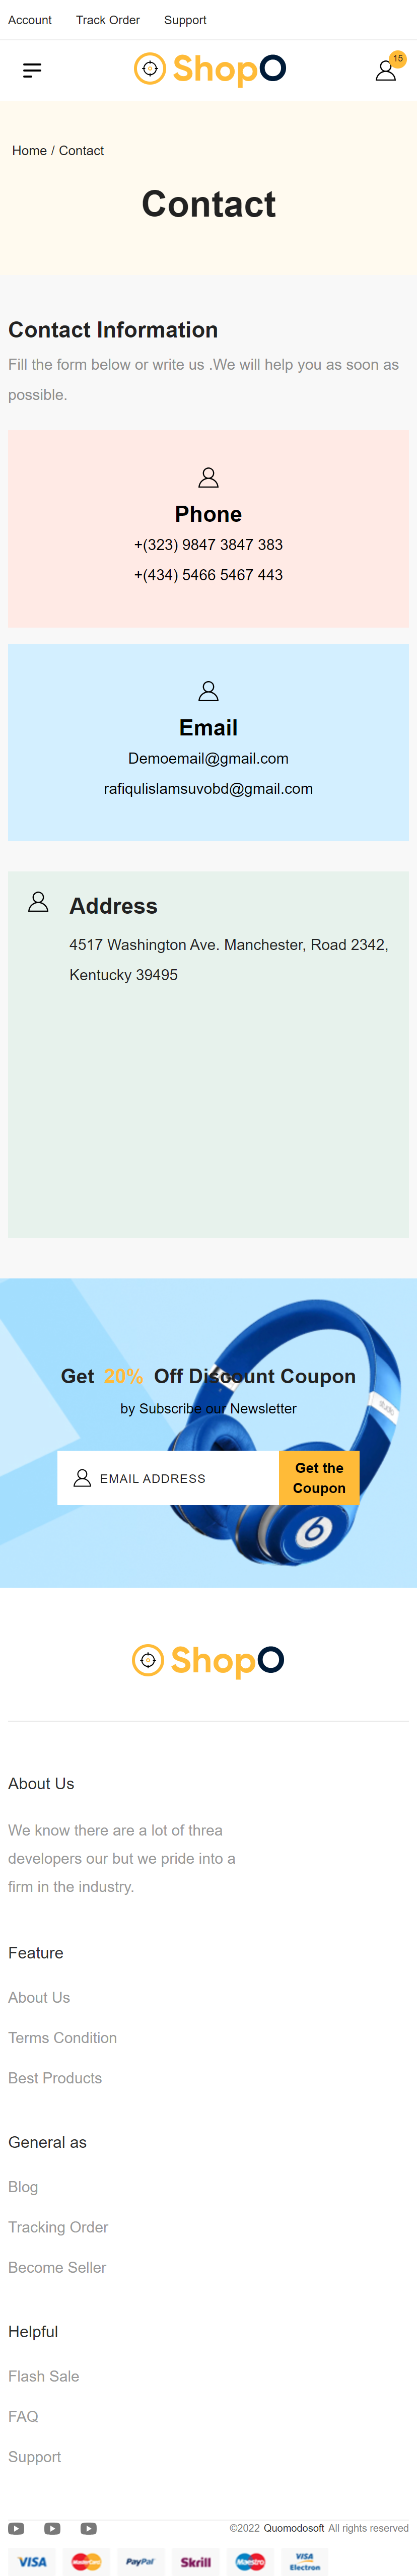 Account Track Order Support
ShopO
15
Home / Contact
Contact
Contact Information
Fill the form below or write us .We will help you as soon as
possible.
Phone
+(323) 9847 3847 383
+(434) 5466 5467 443
Email
Demoemail@gmail.com
rafiqulislamsuvobd@gmail.com
Address
4517 Washington Ave. Manchester, Road 2342,
Kentucky 39495
Get 20% Off Discount Coupon
by Subscribe our Newsletter
EMAIL ADDRESS
Get the
Coupon
ShopO
About Us
We know there are a lot of threa
developers our but we pride into a
firm in the industry.
Feature
About Us
Terms Condition
Best Products
General as
Blog
Tracking Order
Become Seller
Helpful
Flash Sale
FAQ
Support
©2022 Quomodosoft All rights reserved
VISA MasterCard PayPal Skrill Maestro VISA
Electron